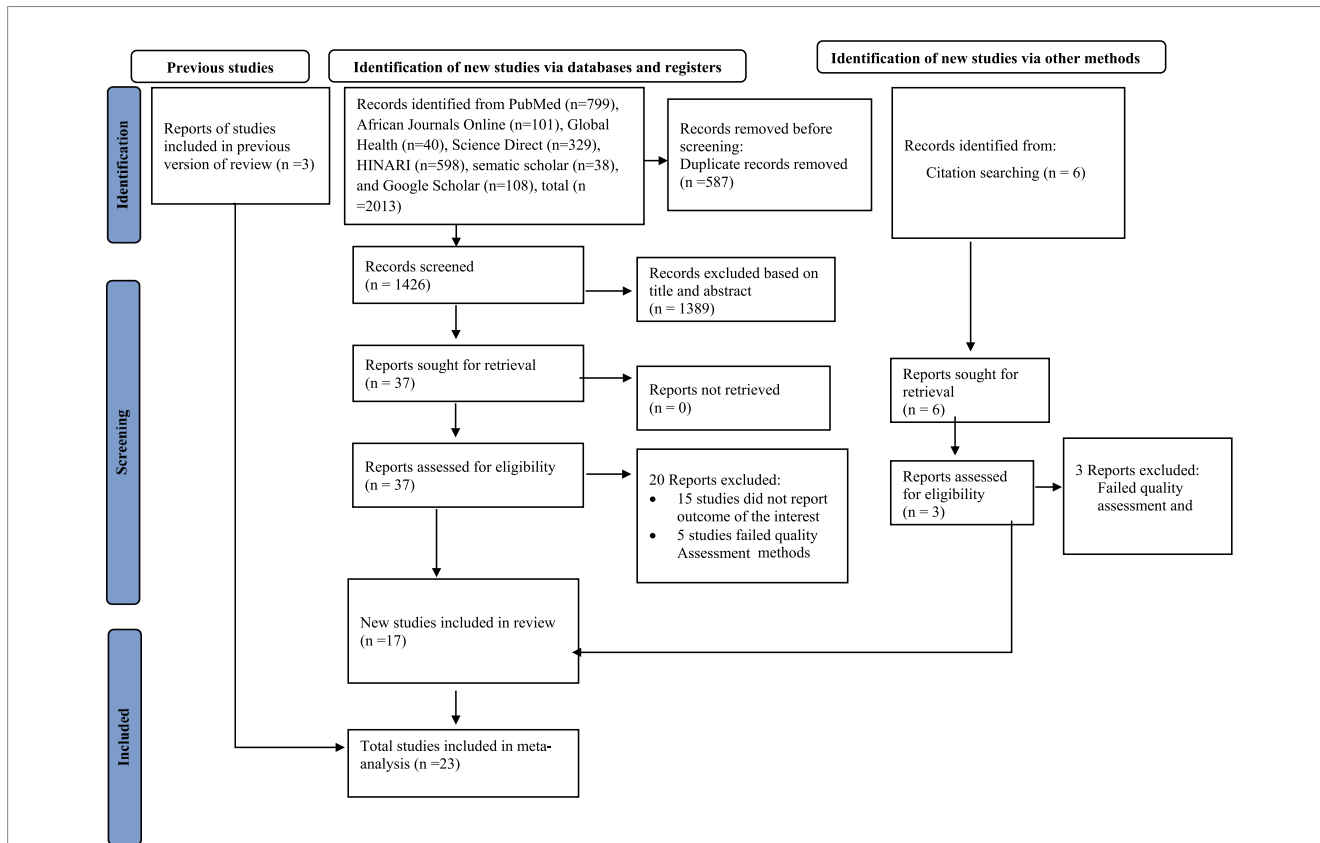 Previous studies
Identification of new studies via databases and registers
Identification of new studies via other methods
Identification
Reports of studies
included in previous
version of review (n =3)
Records identified from PubMed (n=799),
African Journals Online (n=101), Global
Health (n=40), Science Direct (n=329),
HINARI (n=598), sematic scholar (n=38),
and Google Scholar (n=108), total (n
=2013)
Records removed before
screening:
Duplicate records removed
(n =587)
Records identified from:
Citation searching (n = 6)
Screening
Records screened
(n = 1426)
Records excluded based on
title and abstract
(n = 1389)
Reports sought for retrieval
(n = 37)
Reports not retrieved
(n = 0)
Reports sought for
retrieval
(n = 6)
Reports assessed for eligibility
(n = 37)
20 Reports excluded:
• 15 studies did not report
outcome of the interest
• 5 studies failed quality
Assessment methods
Reports assessed
for eligibility
(n = 3)
3 Reports excluded:
Failed quality
assessment and
New studies included in review
(n =17)
Included
Total studies included in meta-
analysis (n =23)